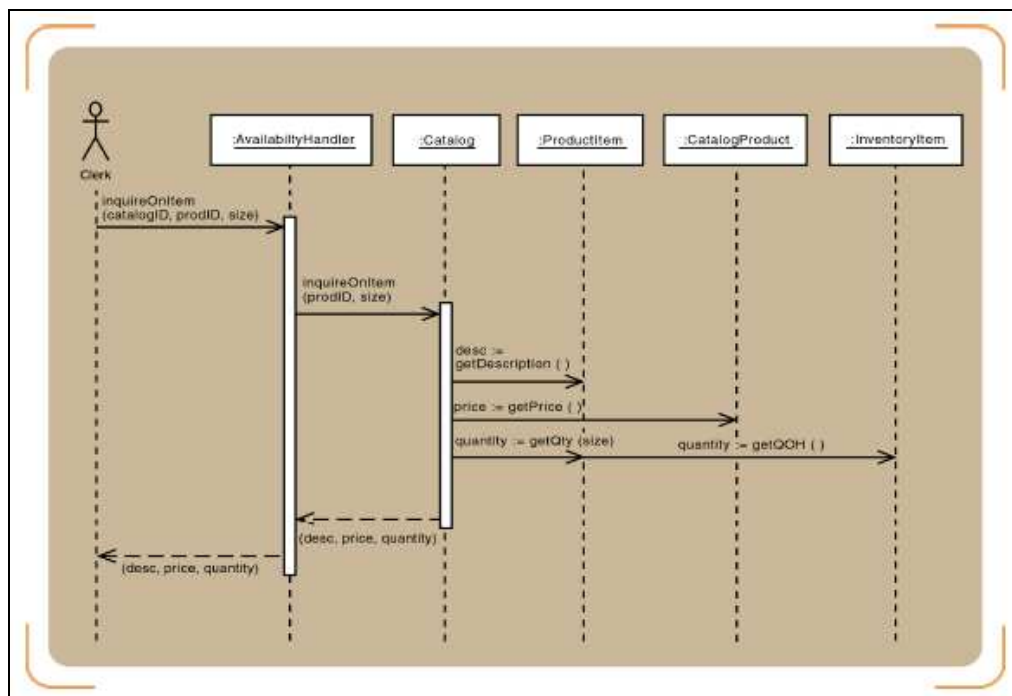 :AvailabiltyHandler
:Catalog
:ProductItem
:CatalogProduct
:InventoryItem
Clerk
inquireOnItem
(catalogID, prodID, size)
inquireOnItem
(prodID, size)
desc :=
getDescription ( )
price := getPrice ( )
quantity := getQty (size)
quantity := getQOH ( )
(desc, price, quantity)
(desc, price, quantity)